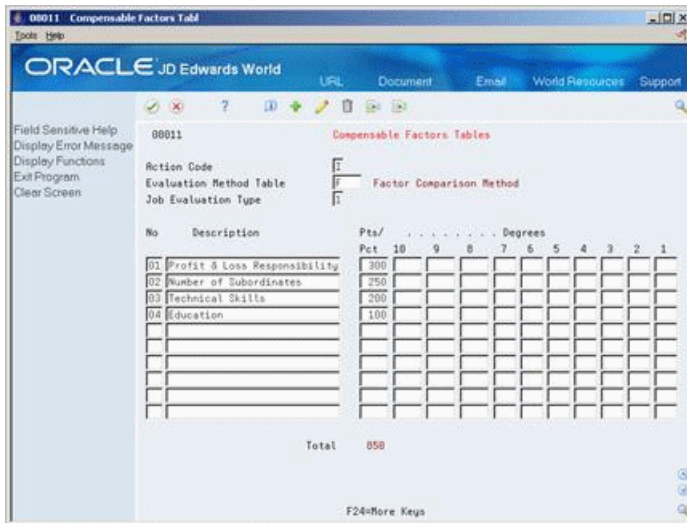 08011 Compensable Factors Tabl
Tools Help
ORACLE JD Edwards World
URL Document Email World Resources Support
Field Sensitive Help
Display Error Message
Display Functions
Exit Program
Clear Screen
08011 Compensable Factors Tables
Action Code I
Evaluation Method Table F Factor Comparison Method
Job Evaluation Type 1
No Description Pts/ . . . . . . . . Degrees
Pct 10 9 8 7 6 5 4 3 2 1
01 Profit & Loss Responsibility 300
02 Number of Subordinates 250
03 Technical Skills 200
04 Education 100
Total 850
F24=More Keys